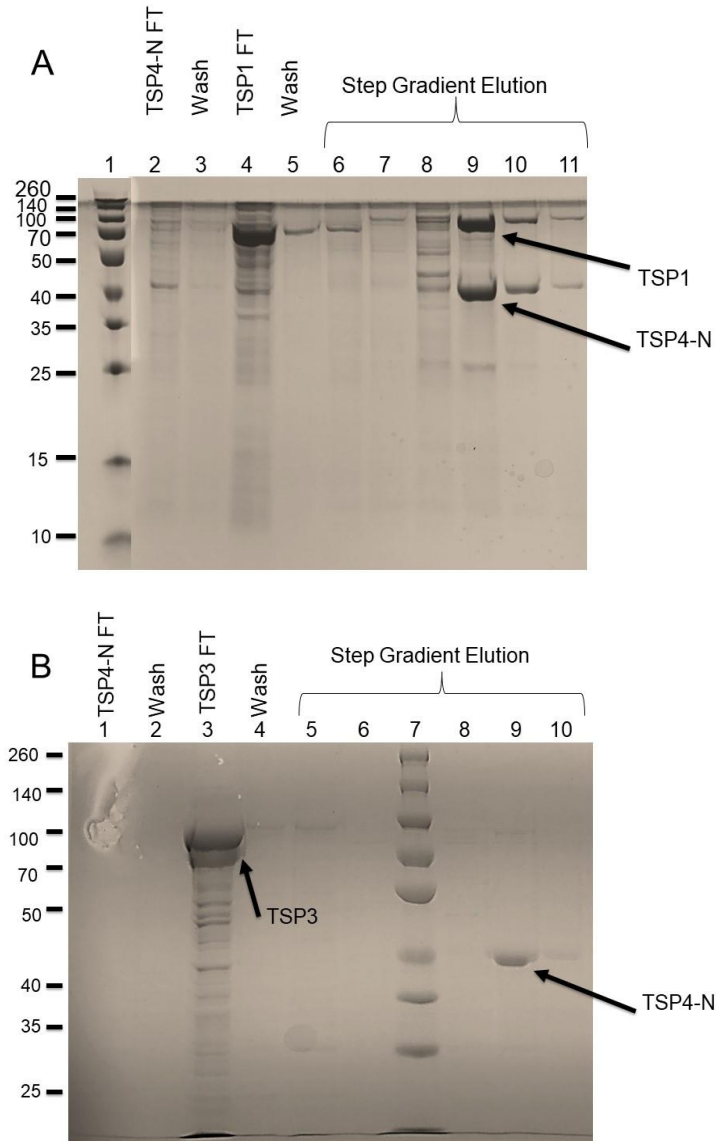 A
TSP4-N FT
Wash
TSP1 FT
Wash
Step Gradient Elution
1 2 3 4 5 6 7 8 9 10 11
260
140
100
70
50
40
35
25
15
10
TSP1
TSP4-N
B
TSP4-N FT
Wash
TSP3 FT
Wash
Step Gradient Elution
1 2 3 4 5 6 7 8 9 10
260
140
100
70
50
40
35
25
TSP3
TSP4-N